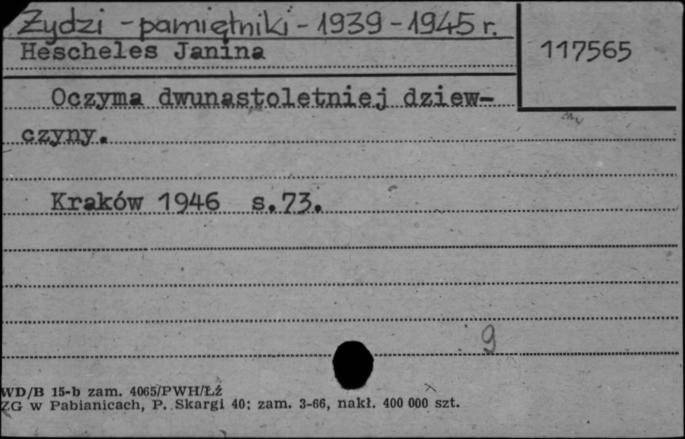 Żydzi - pamiętniki - 1939 - 1945 r.
Hescheles Janina
117565
Oczyma dwunastoletniej dziew-
czyny.
Kraków 1946 s.73.
9
WD/B 15-b zam. 4065/PWH/Łź
ZG w Pabianicach, P. Skargi 40; zam. 3-66, nakł. 400 000 szt.